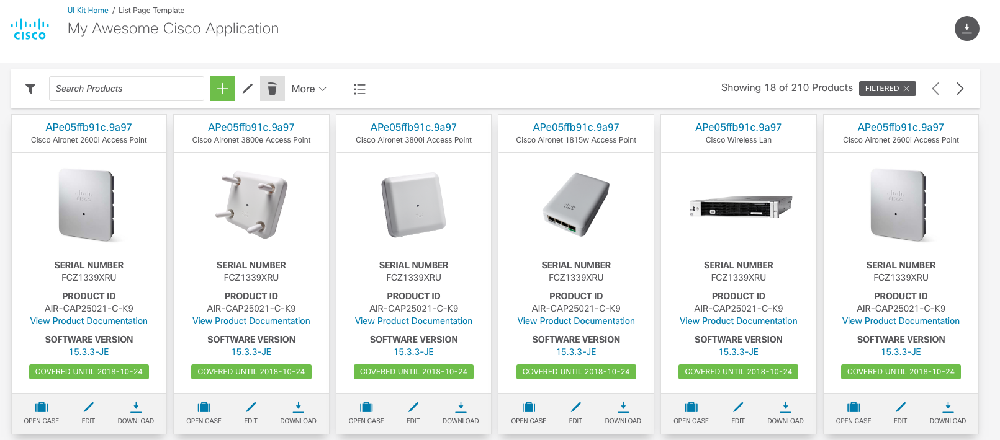 UI Kit Home / List Page Template
CISCO
My Awesome Cisco Application
Search Products
More
Showing 18 of 210 Products
FILTERED
APe05ffb91c.9a97
Cisco Aironet 2600i Access Point
CISCO
SERIAL NUMBER
FCZ1339XRU
PRODUCT ID
AIR-CAP25021-C-K9
View Product Documentation
SOFTWARE VERSION
15.3.3-JE
COVERED UNTIL 2018-10-24
OPEN CASE
EDIT
DOWNLOAD
APe05ffb91c.9a97
Cisco Aironet 3800e Access Point
SERIAL NUMBER
FCZ1339XRU
PRODUCT ID
AIR-CAP25021-C-K9
View Product Documentation
SOFTWARE VERSION
15.3.3-JE
COVERED UNTIL 2018-10-24
OPEN CASE
EDIT
DOWNLOAD
APe05ffb91c.9a97
Cisco Aironet 3800i Access Point
SERIAL NUMBER
FCZ1339XRU
PRODUCT ID
AIR-CAP25021-C-K9
View Product Documentation
SOFTWARE VERSION
15.3.3-JE
COVERED UNTIL 2018-10-24
OPEN CASE
EDIT
DOWNLOAD
APe05ffb91c.9a97
Cisco Aironet 1815w Access Point
CISCO
SERIAL NUMBER
FCZ1339XRU
PRODUCT ID
AIR-CAP25021-C-K9
View Product Documentation
SOFTWARE VERSION
15.3.3-JE
COVERED UNTIL 2018-10-24
OPEN CASE
EDIT
DOWNLOAD
APe05ffb91c.9a97
Cisco Wireless Lan
SERIAL NUMBER
FCZ1339XRU
PRODUCT ID
AIR-CAP25021-C-K9
View Product Documentation
SOFTWARE VERSION
15.3.3-JE
COVERED UNTIL 2018-10-24
OPEN CASE
EDIT
DOWNLOAD
APe05ffb91c.9a97
Cisco Aironet 2600i Access Point
CISCO
SERIAL NUMBER
FCZ1339XRU
PRODUCT ID
AIR-CAP25021-C-K9
View Product Documentation
SOFTWARE VERSION
15.3.3-JE
COVERED UNTIL 2018-10-24
OPEN CASE
EDIT
DOWNLOAD